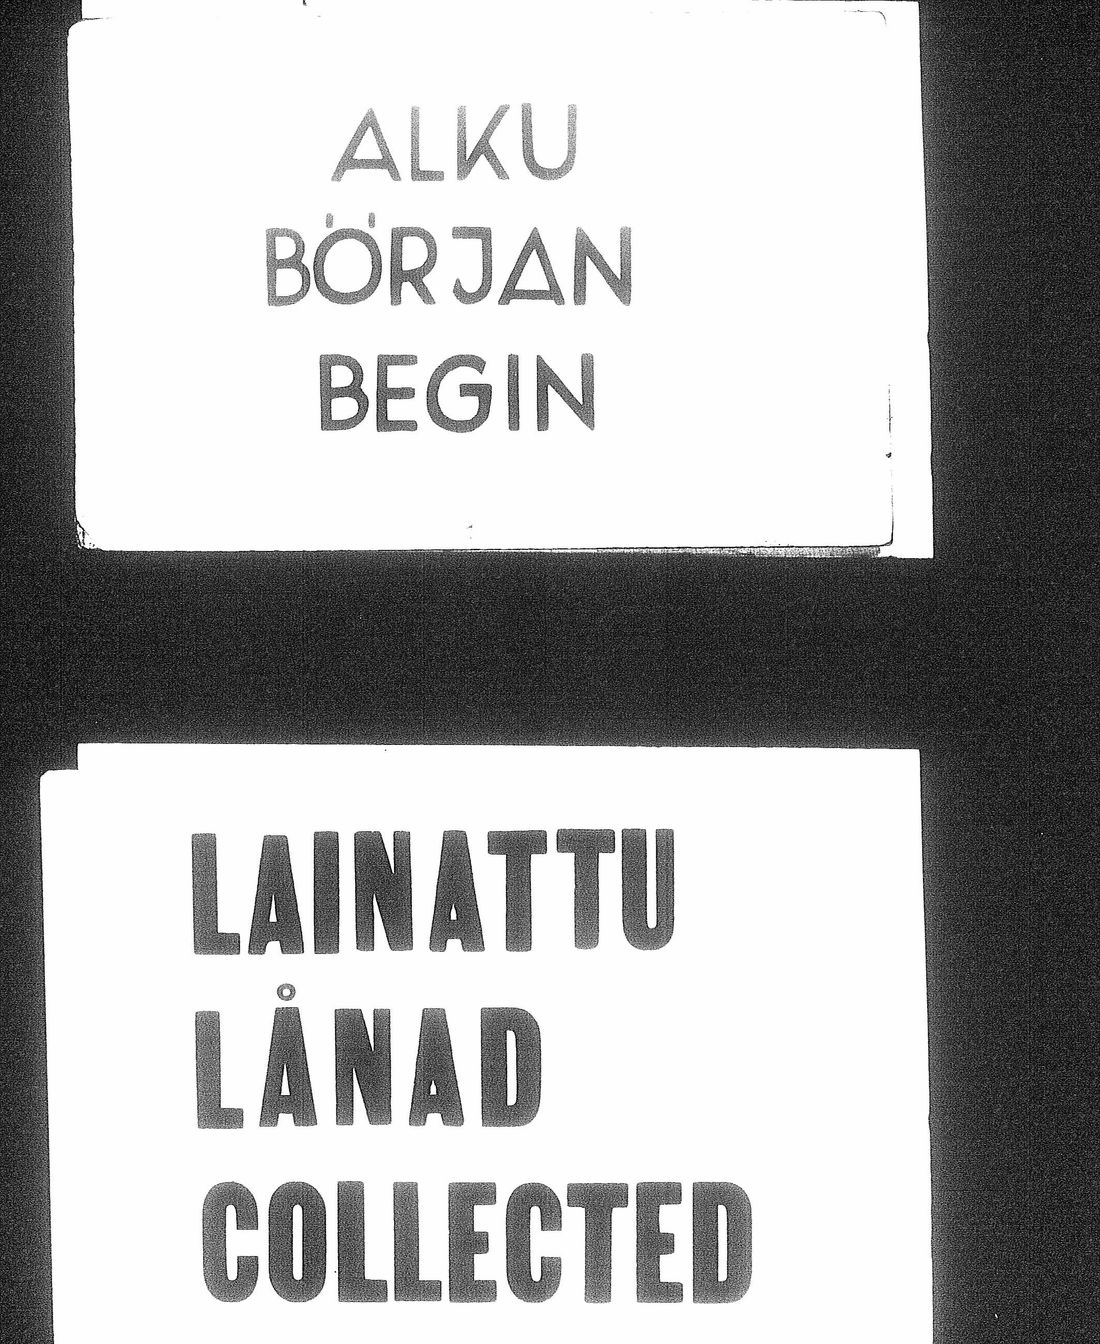 ALKU
BÖRJAN
BEGIN
LAINATTU
LÅNAD
COLLECTED